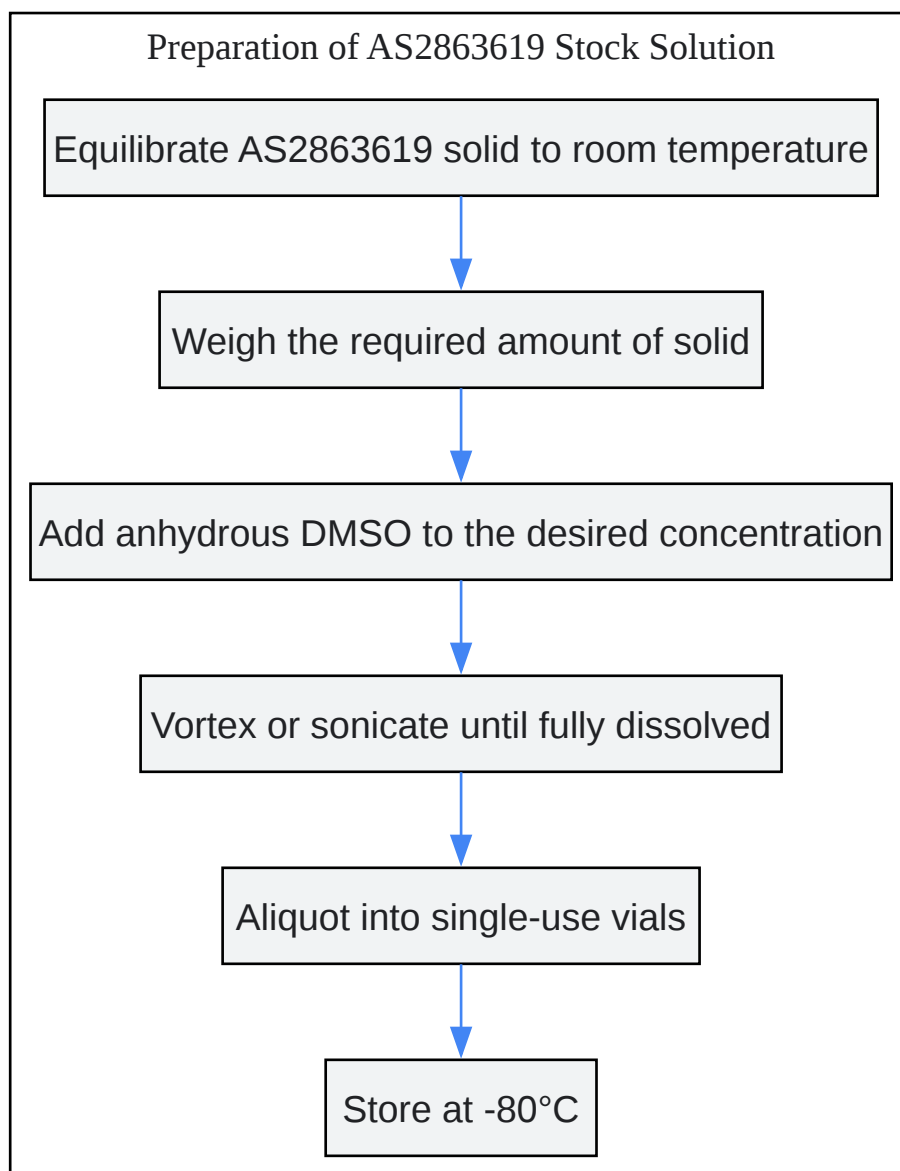 Preparation of AS2863619 Stock Solution
Equilibrate AS2863619 solid to room temperature
Weigh the required amount of solid
Add anhydrous DMSO to the desired concentration
Vortex or sonicate until fully dissolved
Aliquot into single-use vials
Store at -80°C